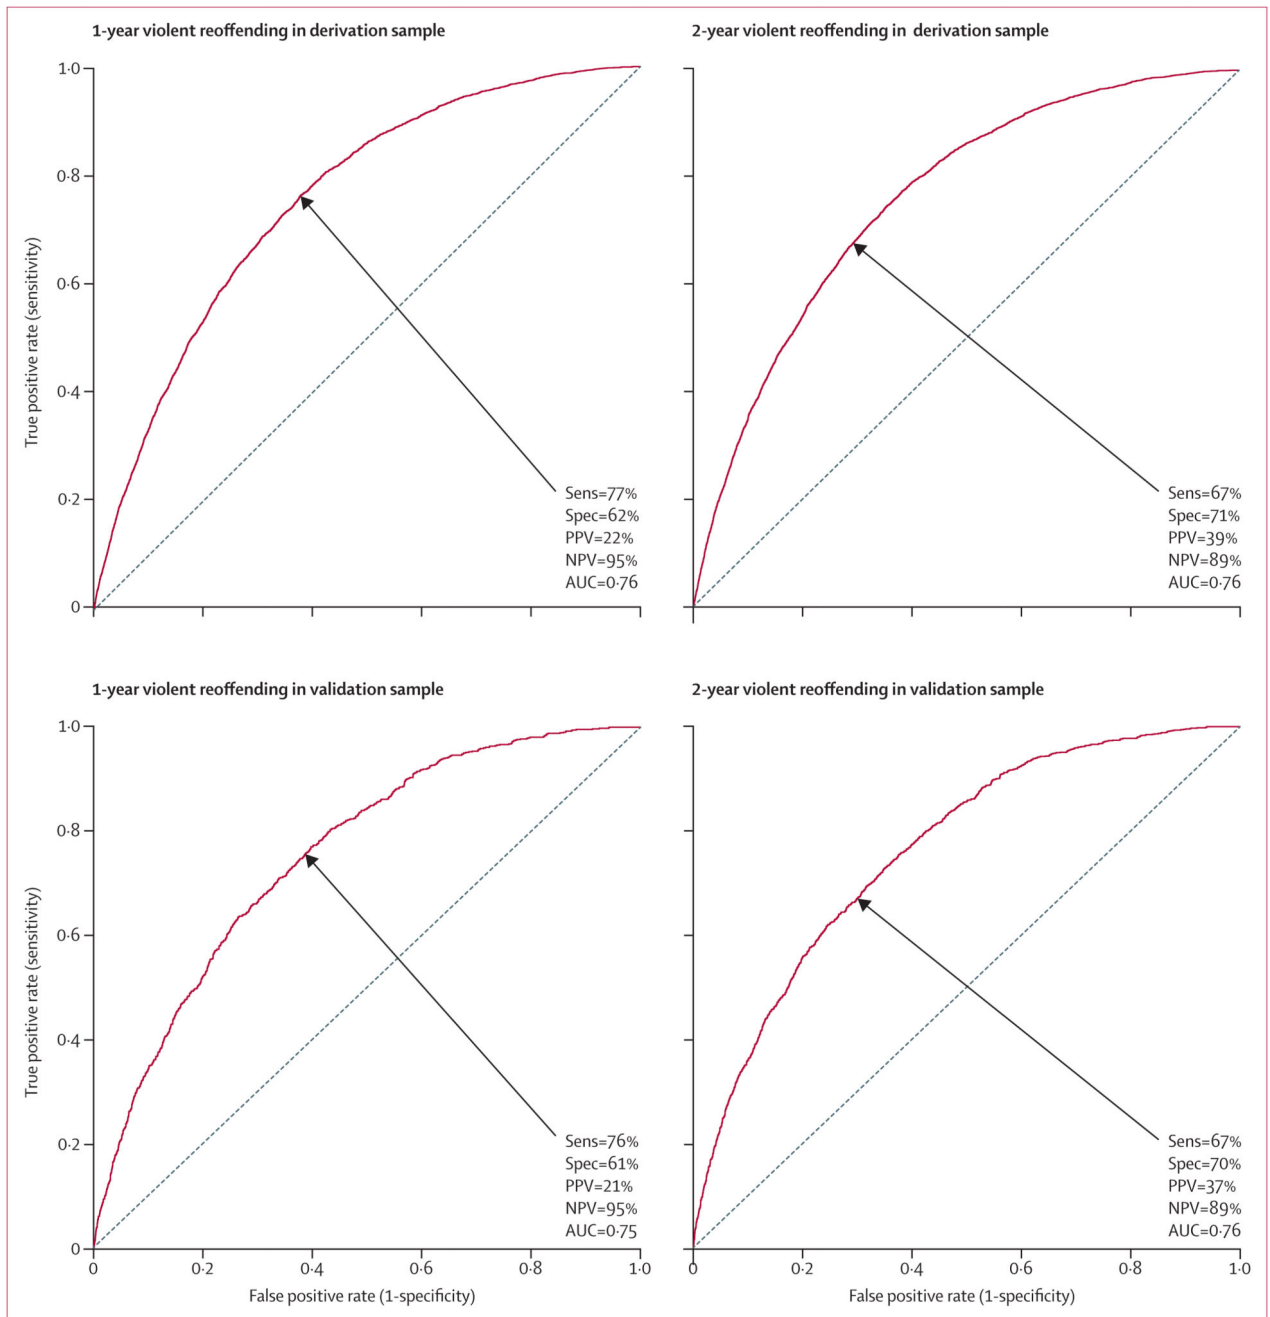 1-year violent reoffending in derivation sample
1·0
0·8
0·6
0·4
0·2
0
True positive rate (sensitivity)
Sens=77%
Spec=62%
PPV=22%
NPV=95%
AUC=0·76
2-year violent reoffending in derivation sample
Sens=67%
Spec=71%
PPV=39%
NPV=89%
AUC=0·76
1-year violent reoffending in validation sample
1·0
0·8
0·6
0·4
0·2
0
True positive rate (sensitivity)
Sens=76%
Spec=61%
PPV=21%
NPV=95%
AUC=0·75
0 0·2 0·4 0·6 0·8 1·0
False positive rate (1-specificity)
2-year violent reoffending in validation sample
Sens=67%
Spec=70%
PPV=37%
NPV=89%
AUC=0·76
0 0·2 0·4 0·6 0·8 1·0
False positive rate (1-specificity)